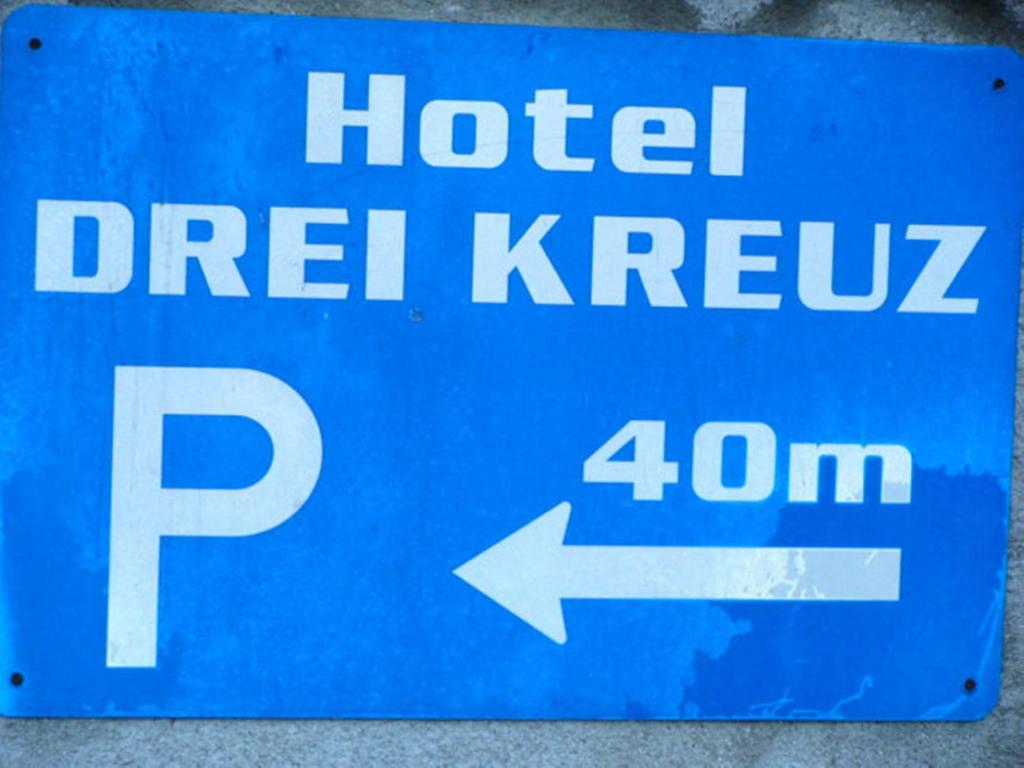 Hotel
DREI KREUZ
P
40m